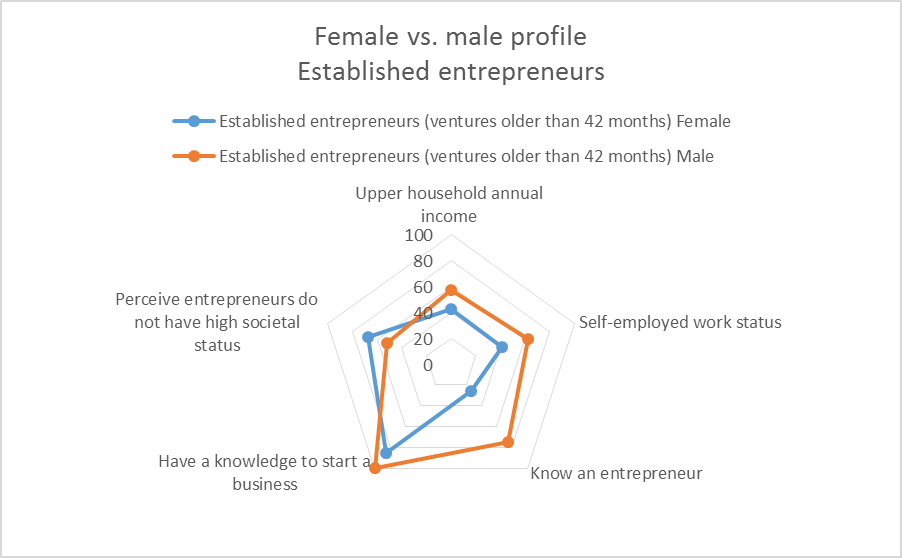 Female vs. male profile
Established entrepreneurs
Established entrepreneurs (ventures older than 42 months) Female
Established entrepreneurs (ventures older than 42 months) Male
Upper household annual
income
100
80
60
40
20
0
Self-employed work status
Know an entrepreneur
Have a knowledge to start a
business
Perceive entrepreneurs do
not have high societal
status